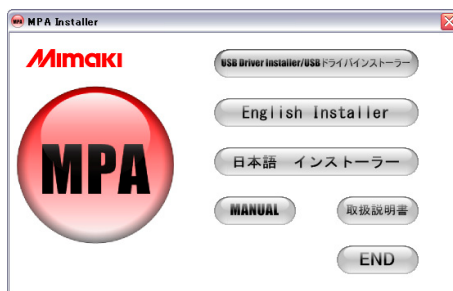 MPA MPA Installer
Mimaki
MPA
USB Driver Installer/USBドライバインストーラー
English Installer
日本語 インストーラー
MANUAL
取扱説明書
END